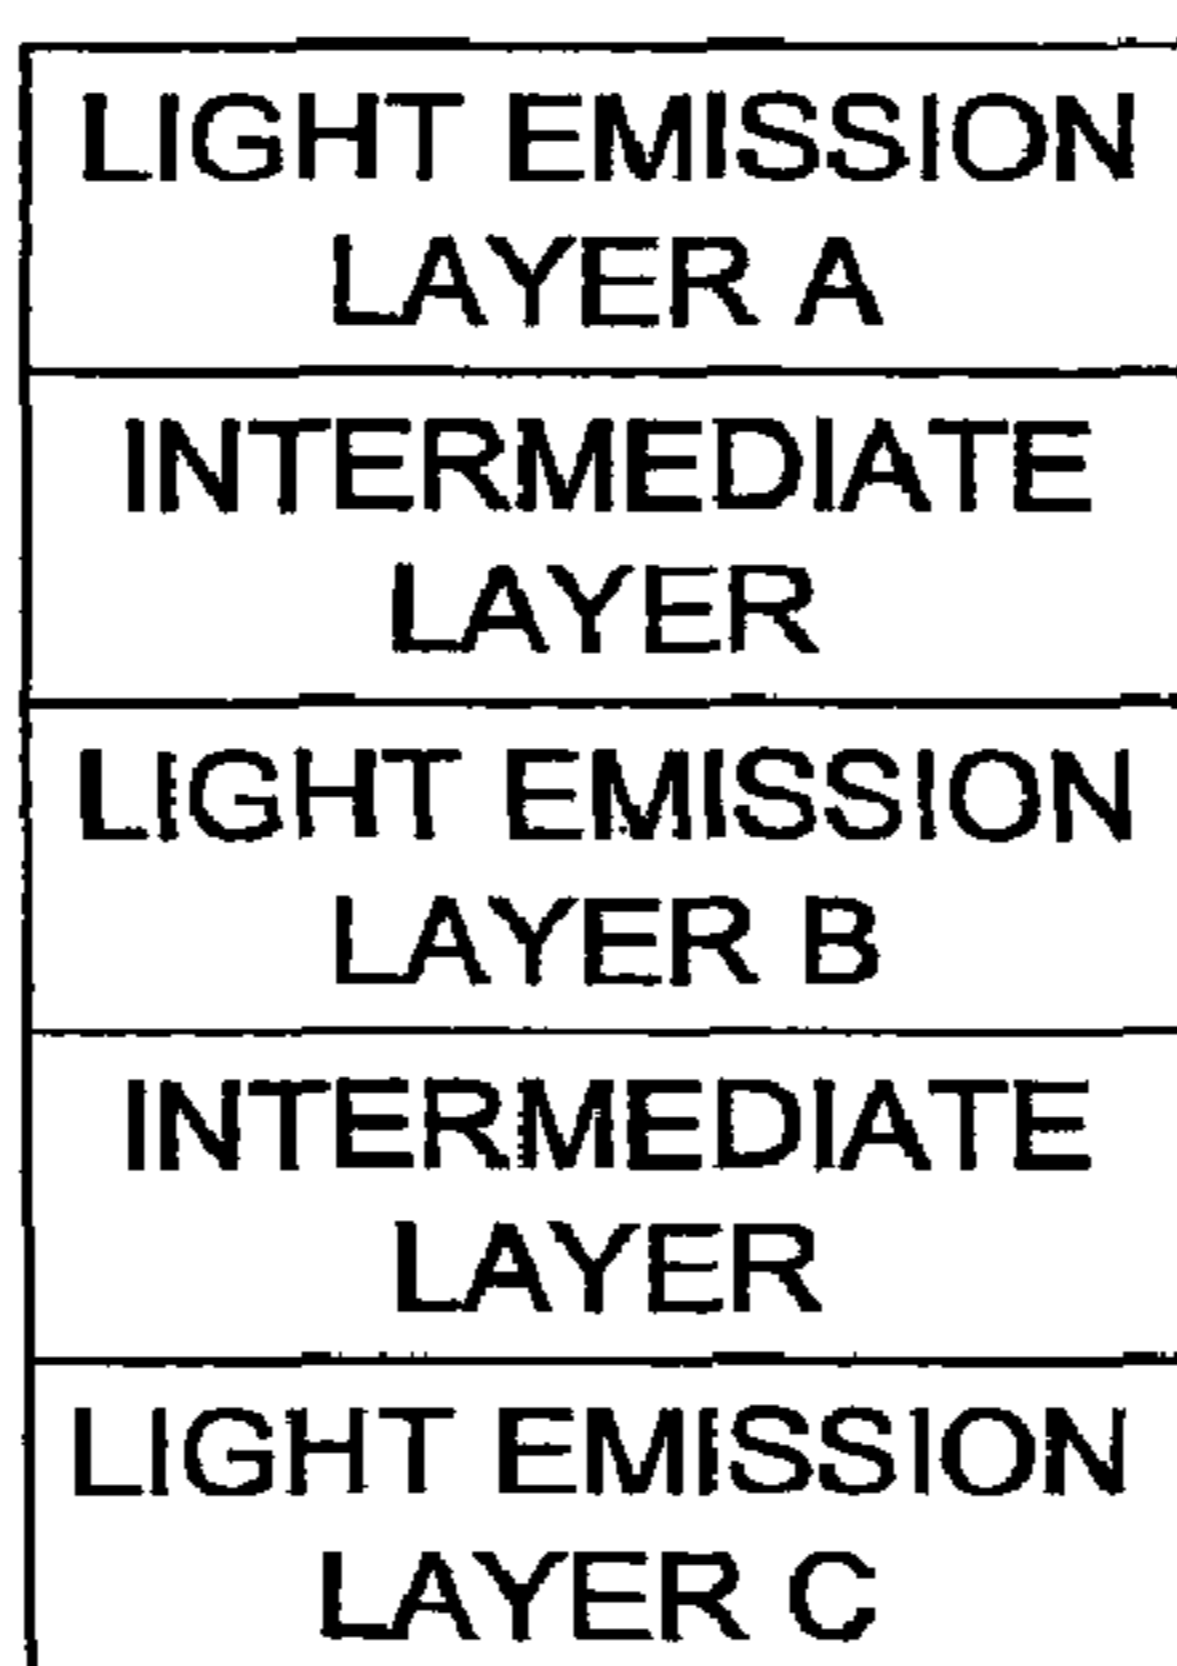 LIGHT EMISSION
LAYER A
INTERMEDIATE
LAYER
LIGHT EMISSION
LAYER B
INTERMEDIATE
LAYER
LIGHT EMISSION
LAYER C